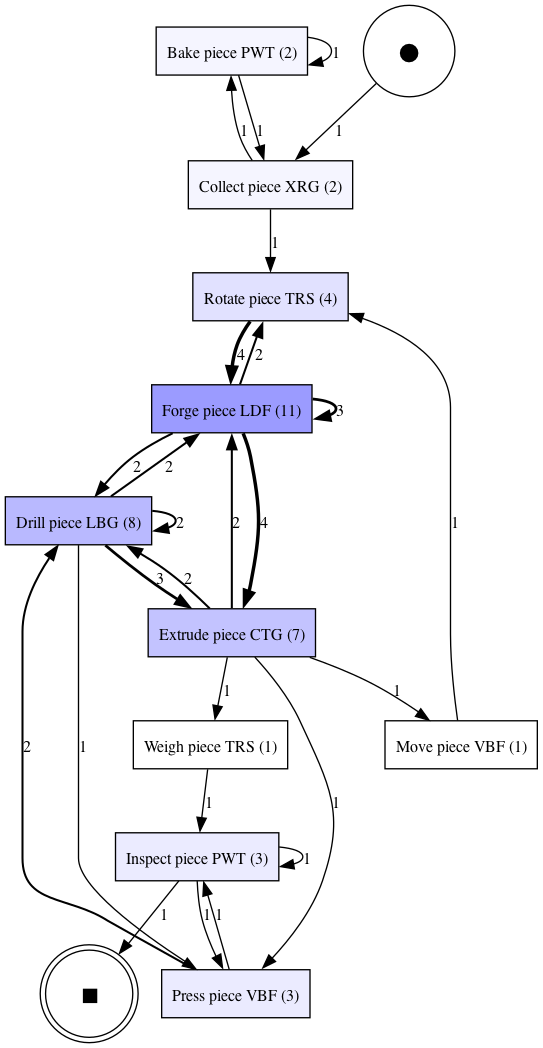 Bake piece PWT (2)
1
1
1
1
Collect piece XRG (2)
1
Rotate piece TRS (4)
4
2
Forge piece LDF (11)
3
2
2
Drill piece LBG (8)
2
2
4
3
2
Extrude piece CTG (7)
1
1
1
Weigh piece TRS (1)
Move piece VBF (1)
2
1
1
1
Inspect piece PWT (3)
1
1
1
1
Press piece VBF (3)